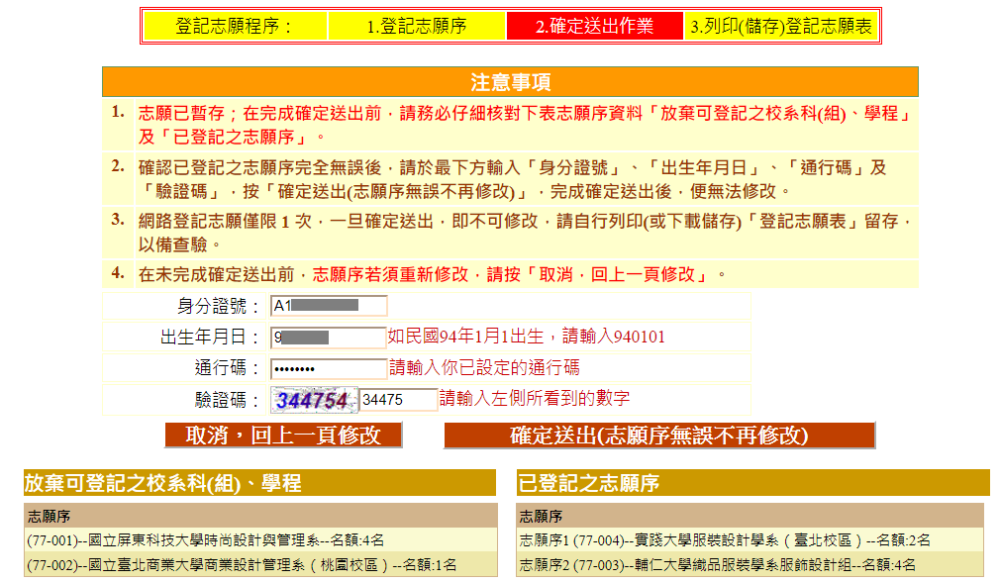 登記志願程序：
1.登記志願序
2.確定送出作業
3.列印(儲存)登記志願表
注意事項
1. 志願已暫存；在完成確定送出前，請務必仔細核對下表志願序資料「放棄可登記之校系科(組)、學程」
及「已登記之志願序」。
2. 確認已登記之志願序完全無誤後，請於最下方輸入「身分證號」、「出生年月日」、「通行碼」及
「驗證碼」，按「確定送出(志願序無誤不再修改)」，完成確定送出後，便無法修改。
3. 網路登記志願僅限 1 次，一旦確定送出，即不可修改，請自行列印(或下載儲存)「登記志願表」留存，
以備查驗。
4. 在未完成確定送出前，志願序若須重新修改，請按「取消，回上一頁修改」。
身分證號： A1
出生年月日： 9 如民國94年1月1出生，請輸入940101
通行碼： •••••••• 請輸入你已設定的通行碼
驗證碼： 344754 34475 請輸入左側所看到的數字
取消，回上一頁修改
確定送出(志願序無誤不再修改)
放棄可登記之校系科(組)、學程
志願序
(77-001)--國立屏東科技大學時尚設計與管理系--名額:4名
(77-002)--國立臺北商業大學商業設計管理系（桃園校區）--名額:1名
已登記之志願序
志願序
志願序1 (77-004)--實踐大學服裝設計學系（臺北校區）--名額:2名
志願序2 (77-003)--輔仁大學織品服裝學系服飾設計組--名額:4名